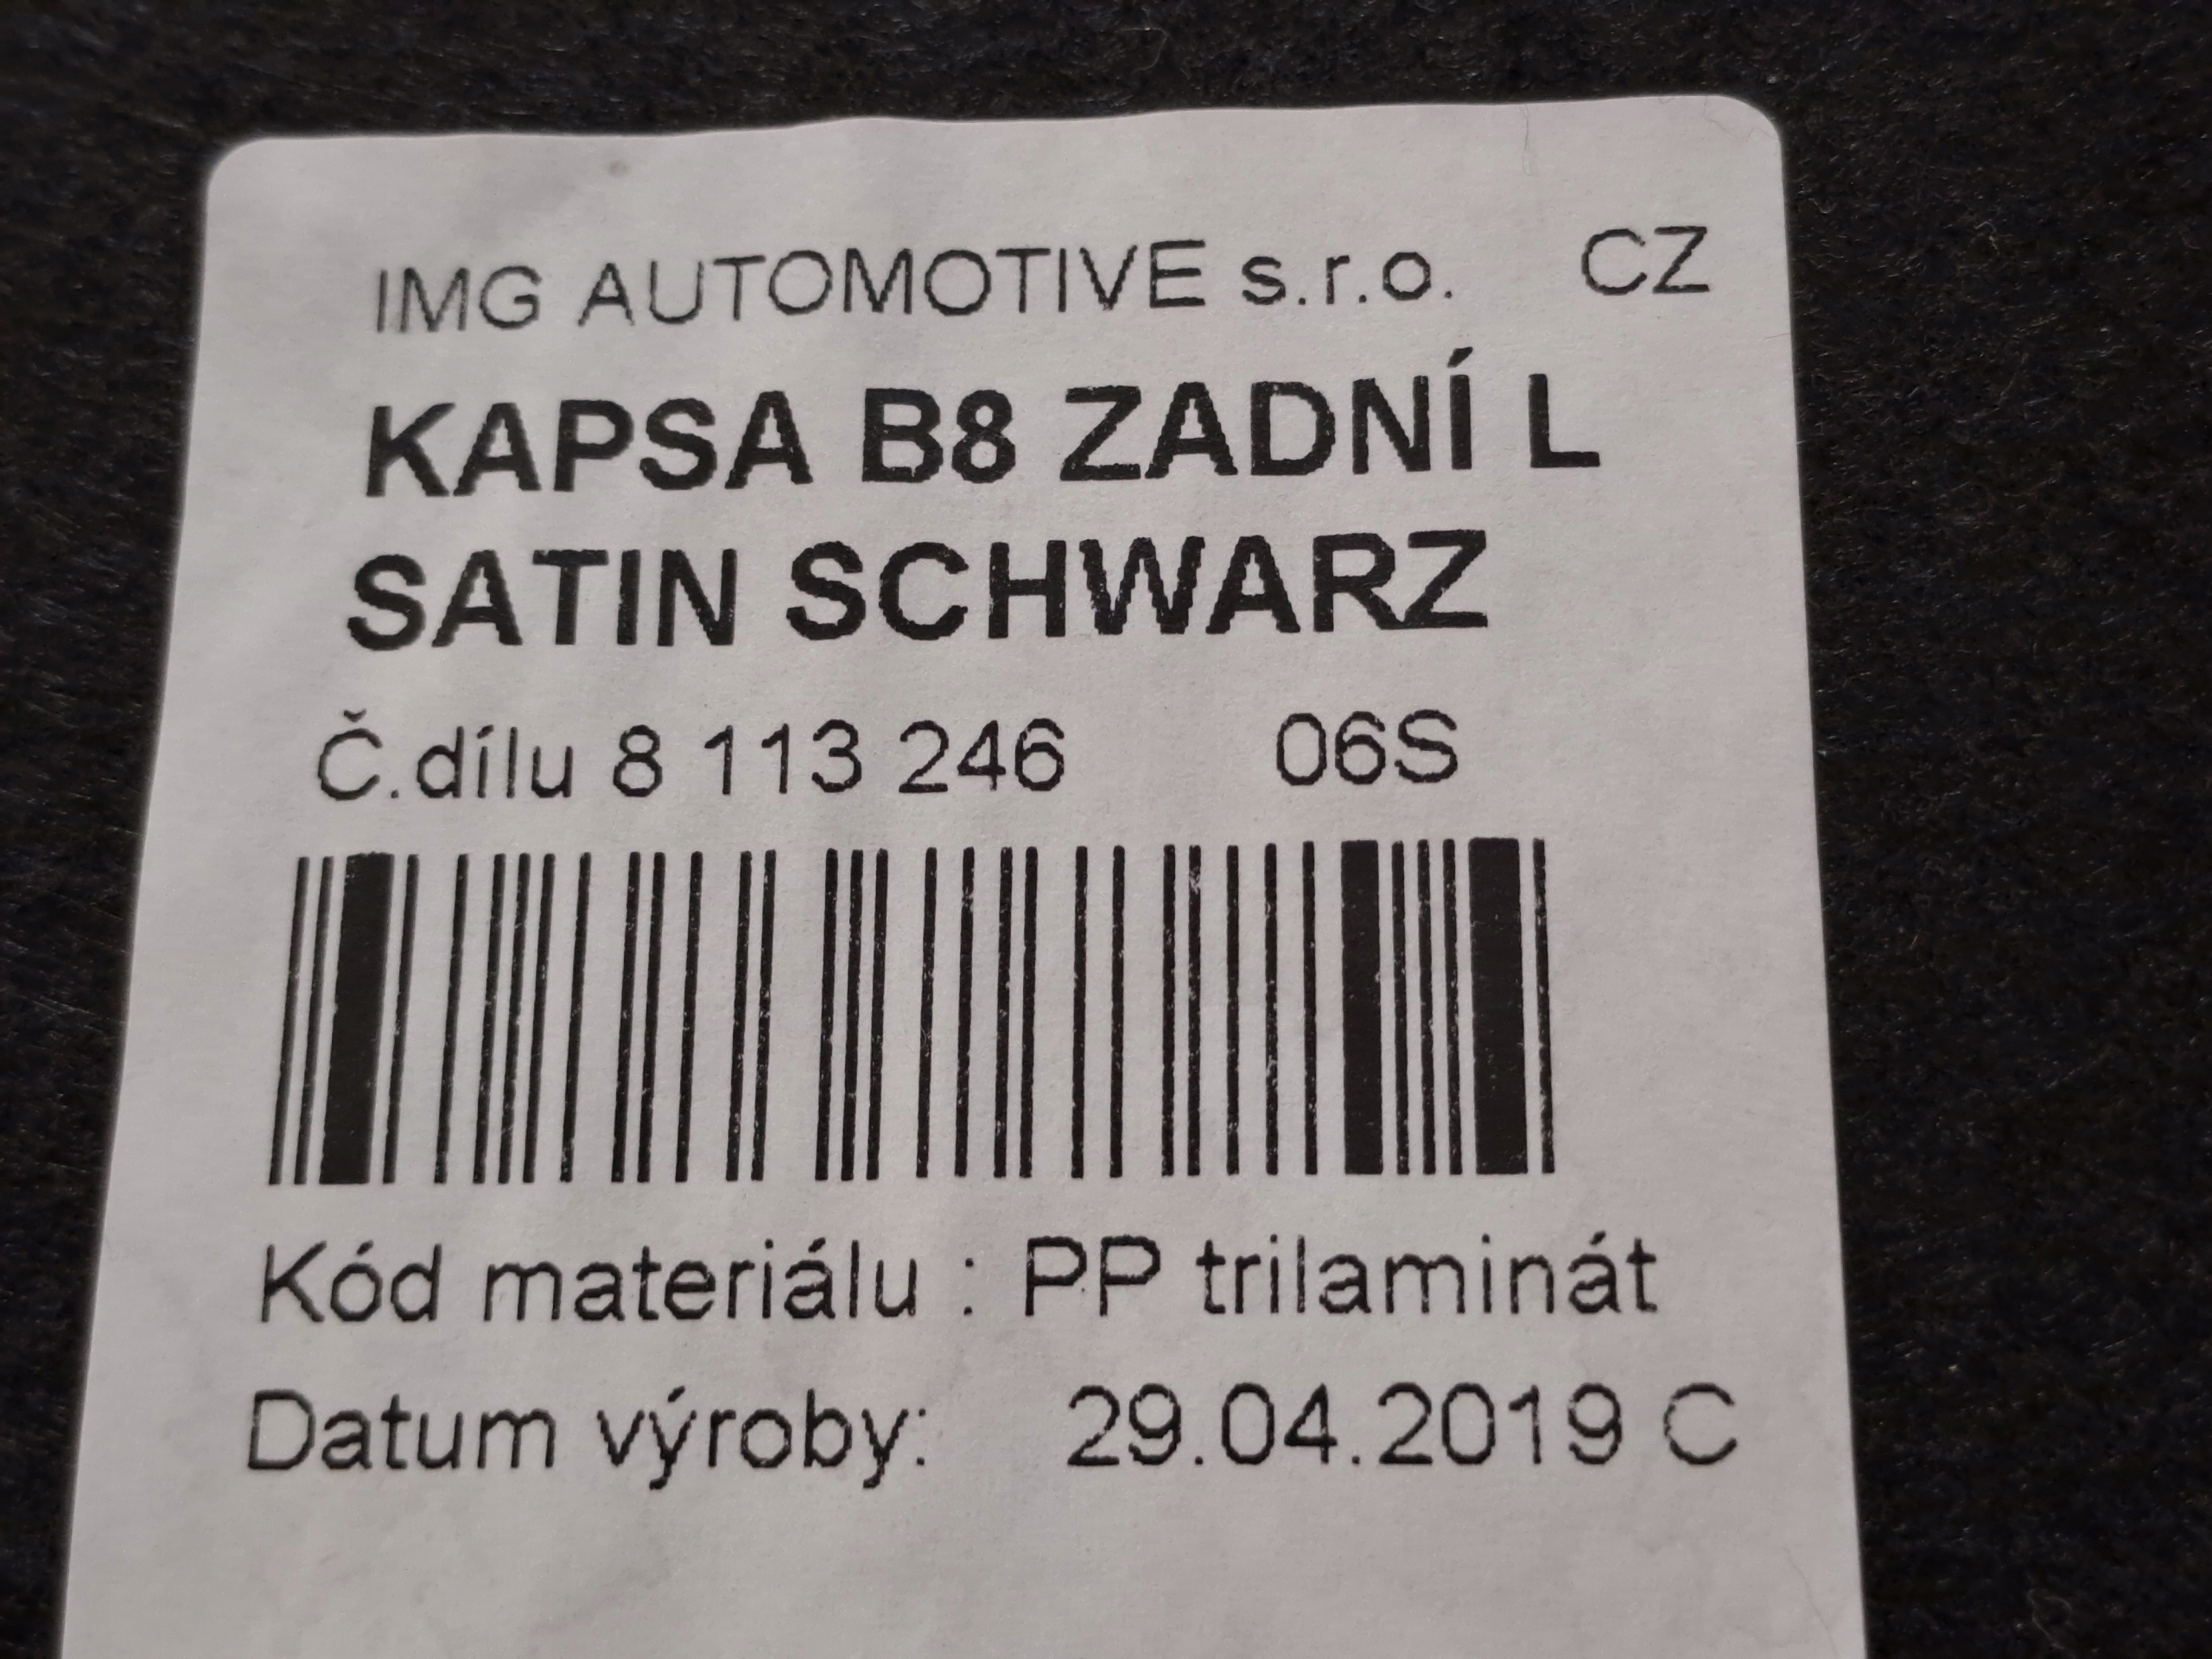 IMG AUTOMOTIVE s.r.o. CZ
KAPSA B8 ZADNÍ L
SATIN SCHWARZ
Č.dílu 8 113 246 06S
Kód materiálu : PP trilaminát
Datum výroby: 29.04.2019 C